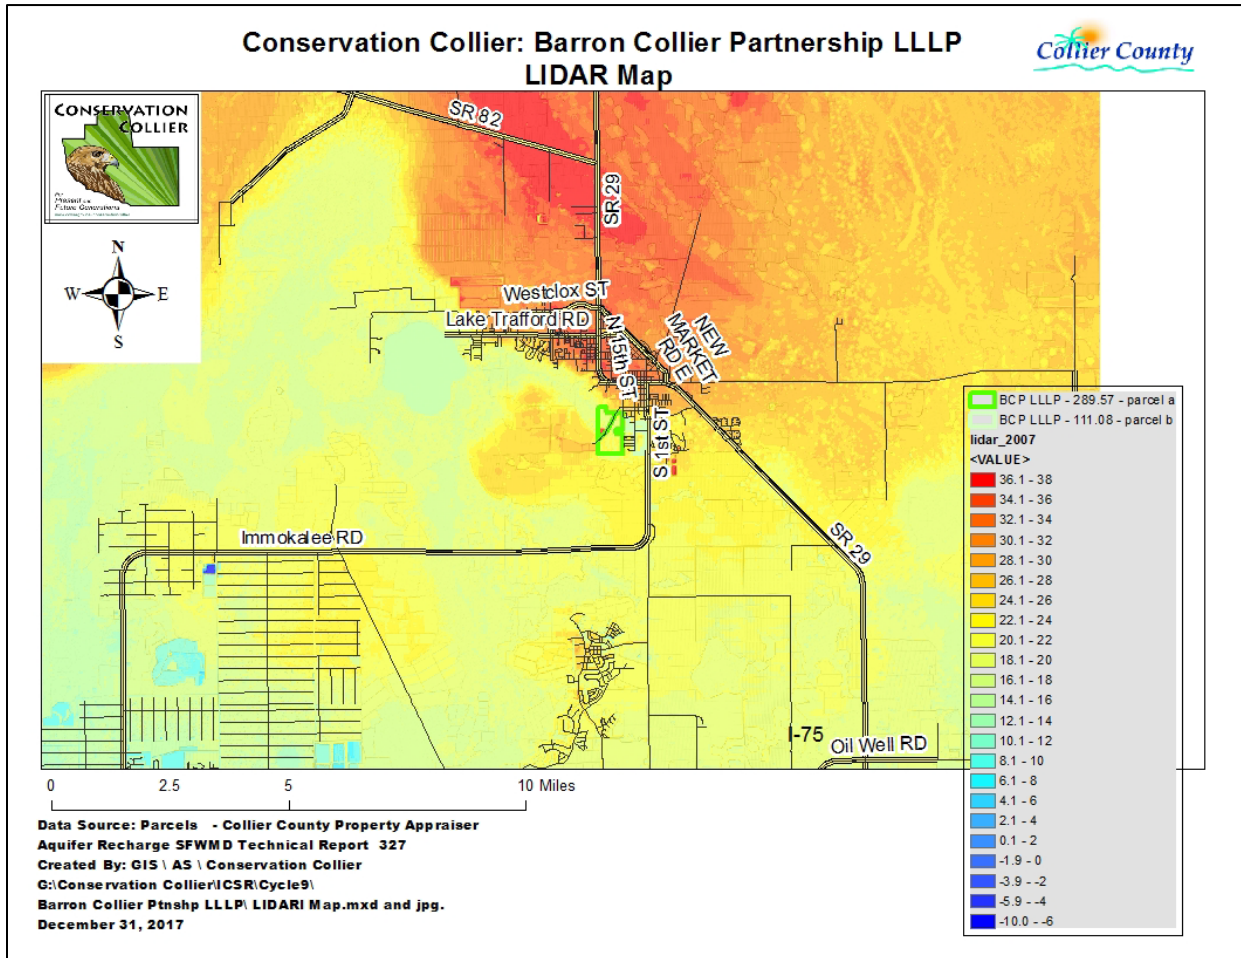 Conservation Collier: Barron Collier Partnership LLLP
LIDAR Map
Collier County
CONSERVATION
COLLIER
For
Present and
Future Generations
N
W
E
S
SR 82
SR 29
Westclox ST
Lake Trafford RD
N 15th ST
NEW
MARKET
RD E
S 1st ST
Immokalee RD
SR 29
I-75
Oil Well RD
BCP LLLP - 289.57 - parcel a
BCP LLLP - 111.08 - parcel b
lidar_2007
<VALUE>
36.1 - 38
34.1 - 36
32.1 - 34
30.1 - 32
28.1 - 30
26.1 - 28
24.1 - 26
22.1 - 24
20.1 - 22
18.1 - 20
16.1 - 18
14.1 - 16
12.1 - 14
10.1 - 12
8.1 - 10
6.1 - 8
4.1 - 6
2.1 - 4
0.1 - 2
-1.9 - 0
-3.9 - -2
-5.9 - -4
-10.0 - -6
0 2.5 5 10 Miles
Data Source: Parcels - Collier County Property Appraiser
Aquifer Recharge SFWMD Technical Report 327
Created By: GIS \ AS \ Conservation Collier
G:\Conservation Collier\ICSR\Cycle9\
Barron Collier Ptnshp LLLP\ LIDARI Map.mxd and jpg.
December 31, 2017